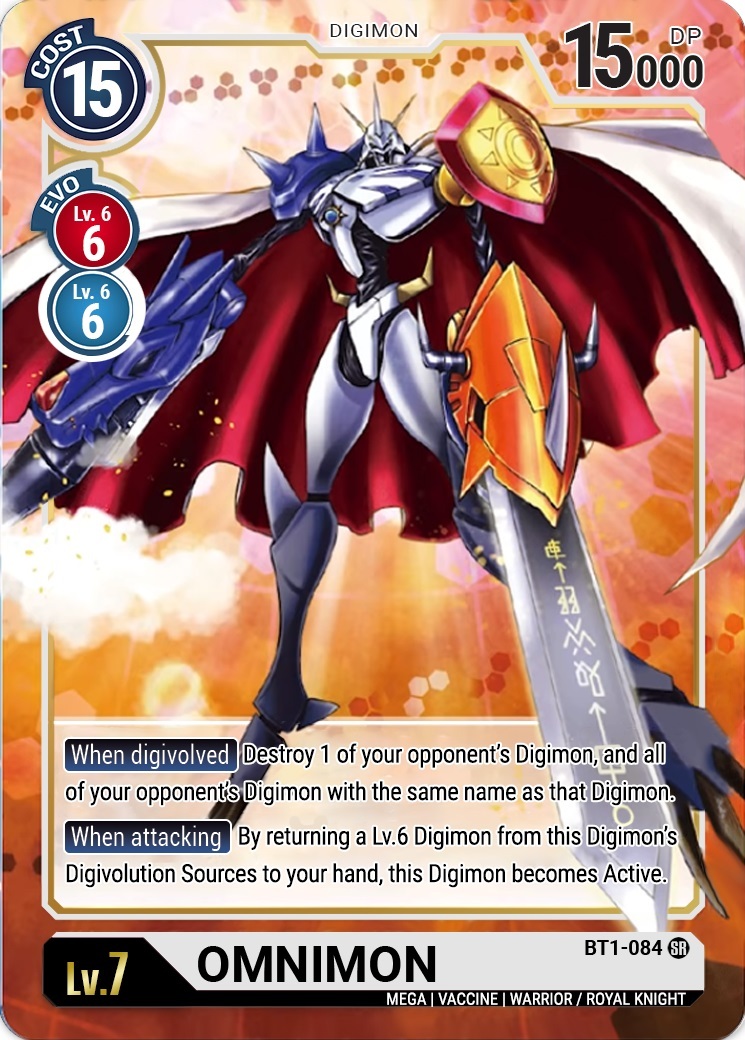 DIGIMON
COST
15
DP
15000
EVO
Lv. 6
6
Lv. 6
6
When digivolved Destroy 1 of your opponent's Digimon, and all
of your opponent's Digimon with the same name as that Digimon.
When attacking By returning a Lv.6 Digimon from this Digimon's
Digivolution Sources to your hand, this Digimon becomes Active.
BT1-084 SR
Lv.7
OMNIMON
MEGA | VACCINE | WARRIOR / ROYAL KNIGHT